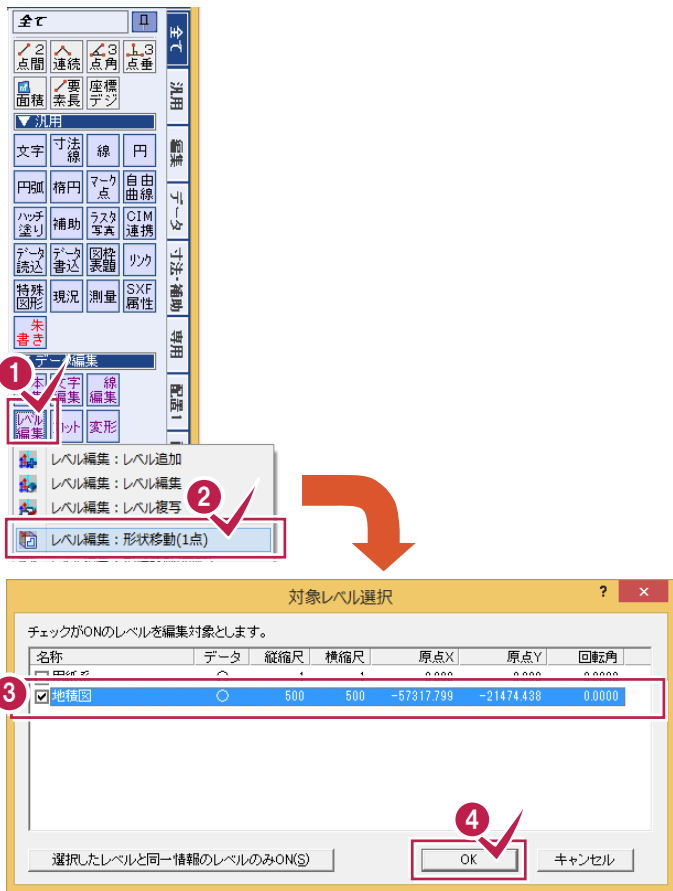 全て
全て
2
点間
連続
3
点角
3
点垂
面積
要
素長
座標
デジ
▼ 汎用
汎用
文字
寸法
線
線
円
編集
円弧
楕円
マーク
点
自由
曲線
データ
ハッチ
塗り
補助
ラスタ
写真
CIM
連携
データ
読込
データ
書込
図枠
表題
リンク
寸法・補助
特殊
図形
現況
測量
SXF
属性
朱
書き
専用
データ編集
1
文字
編集
線
編集
配置1
レベル
編集
変形
レベル編集：レベル追加
レベル編集：レベル編集
レベル編集：レベル複写
2
レベル編集：形状移動(1点)
対象レベル選択
?
×
チェックがONのレベルを編集対象とします。
名称 データ 縦縮尺 横縮尺 原点X 原点Y 回転角
3
地積図 ○ 500 500 -57317.799 -21474.438 0.0000
4
選択したレベルと同一情報のレベルのみON(S)
OK
キャンセル